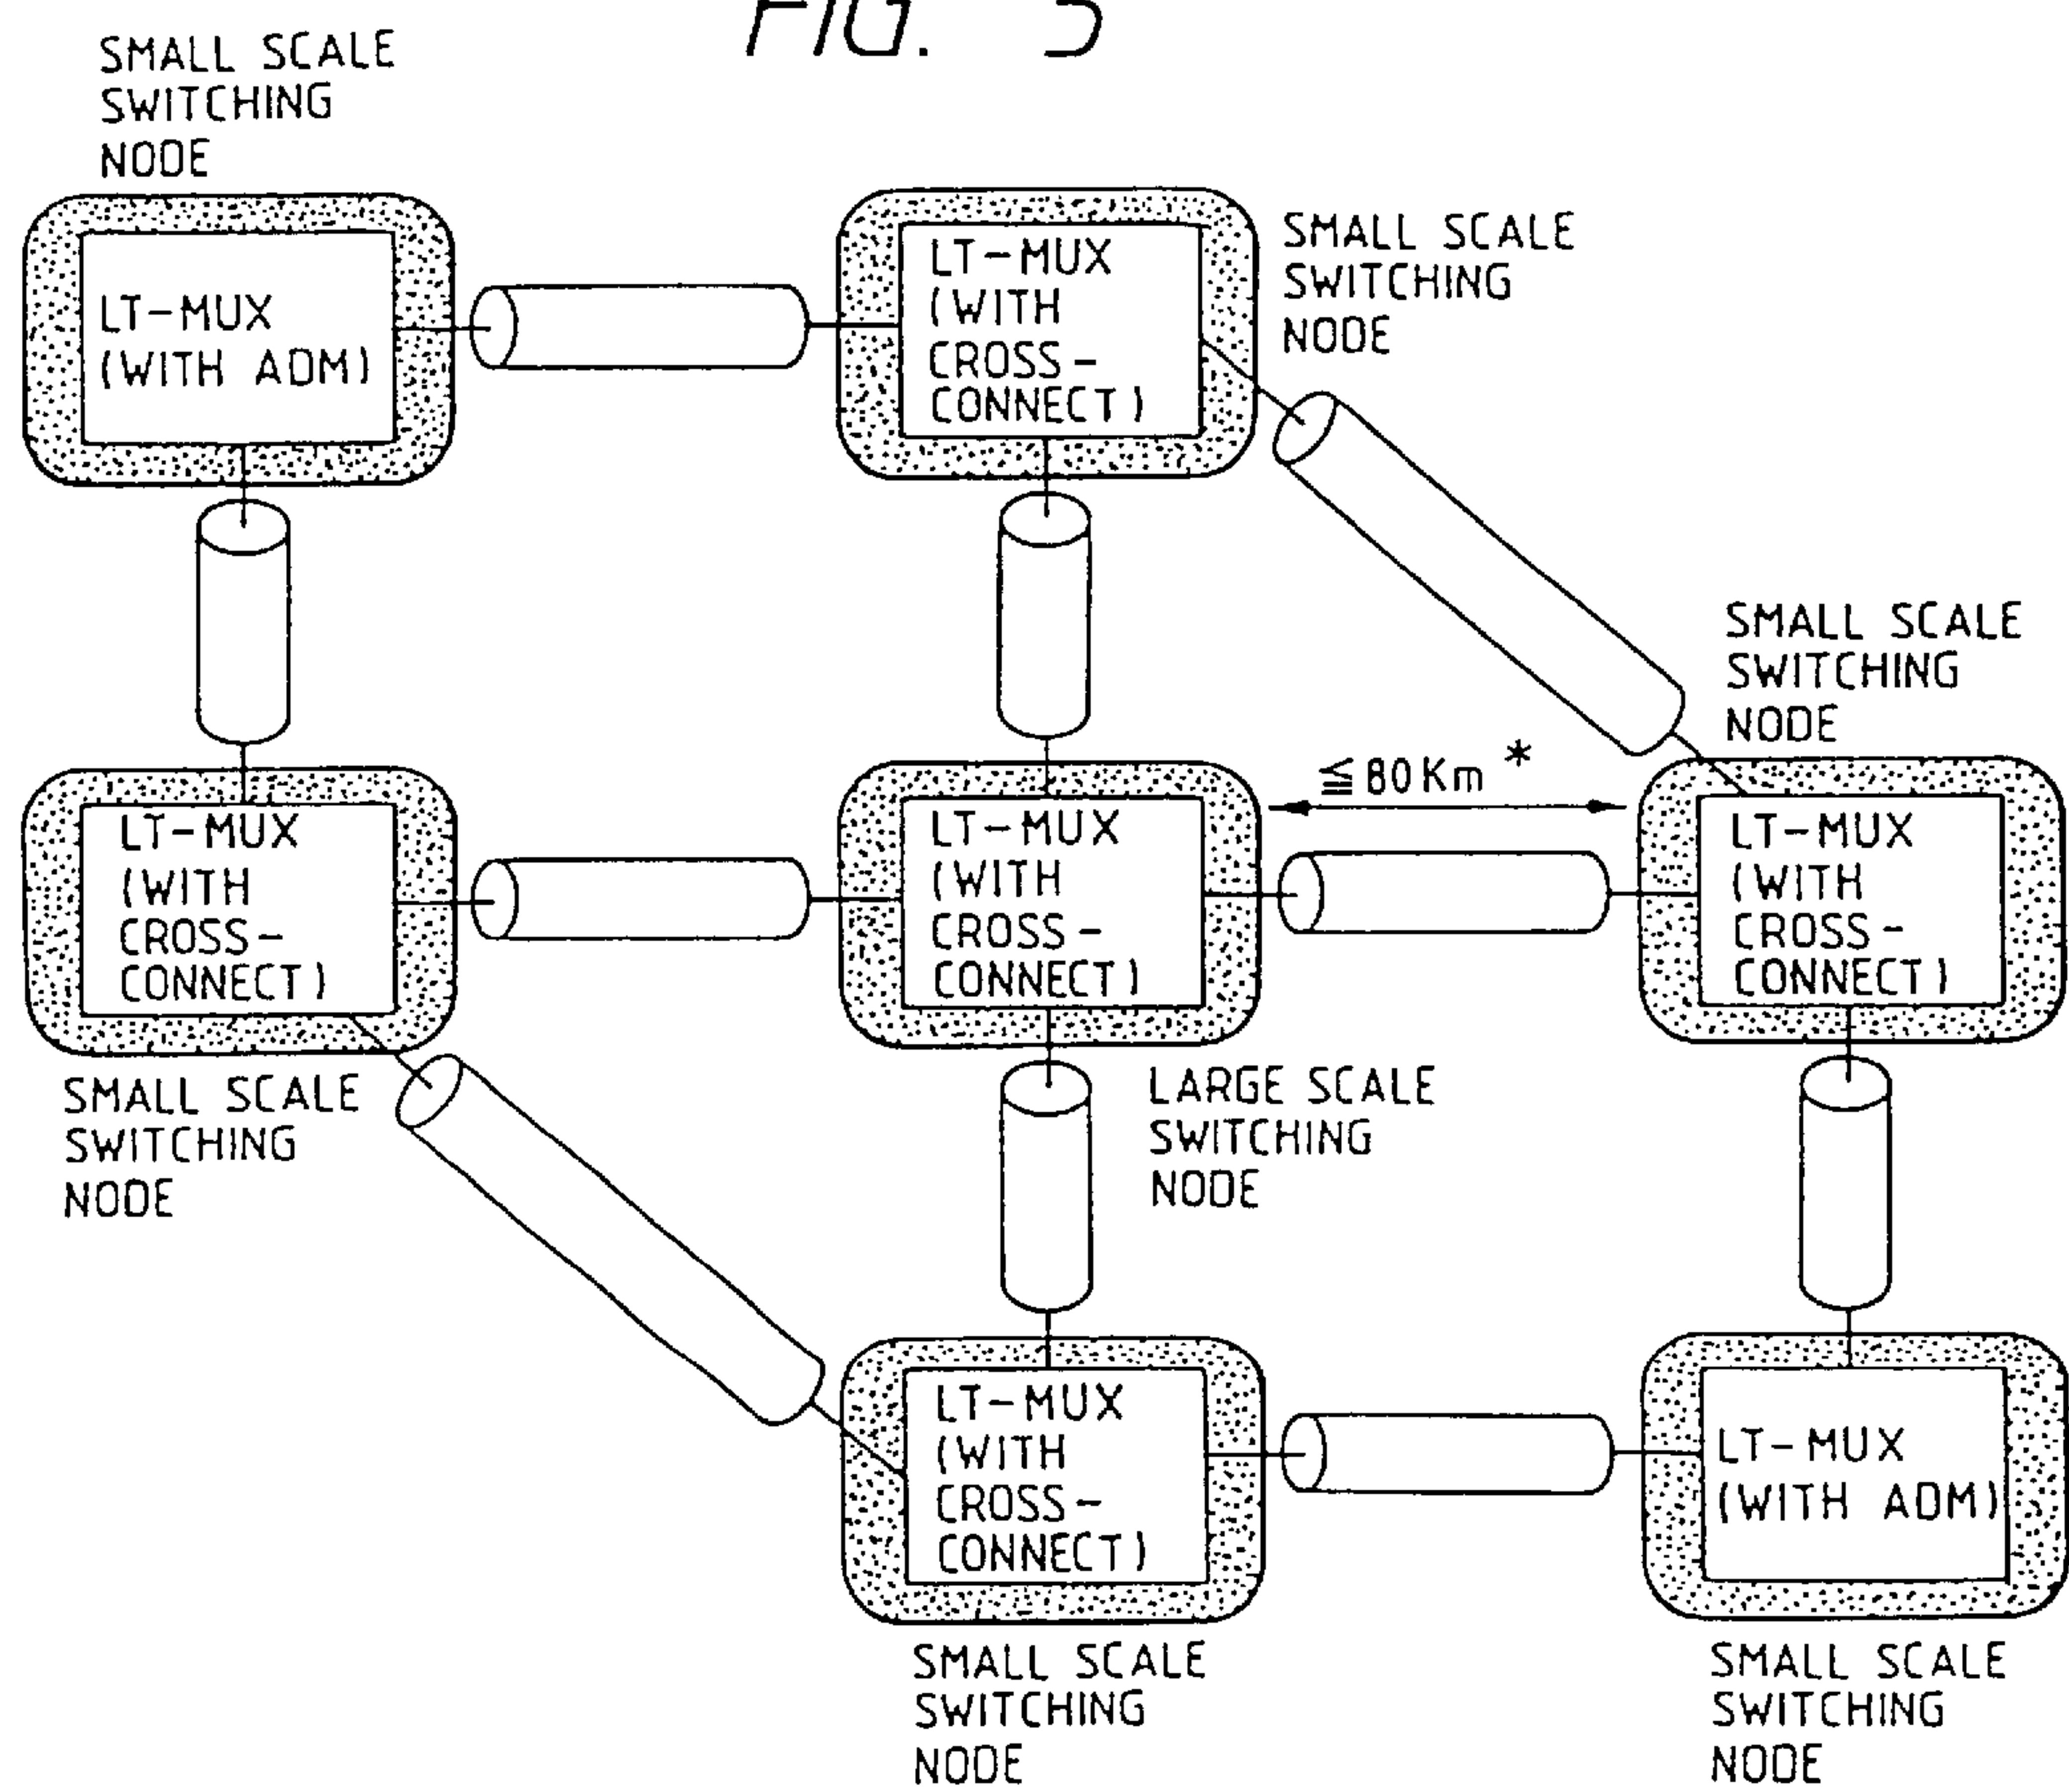 FIG.
SMALL SCALE
SWITCHING
NODE
LT-MUX
(WITH ADM)
LT-MUX
(WITH
CROSS-
CONNECT)
SMALL SCALE
SWITCHING
NODE
SMALL SCALE
SWITCHING
NODE
≦80Km *
LT-MUX
(WITH
CROSS-
CONNECT)
SMALL SCALE
SWITCHING
NODE
LT-MUX
(WITH
CROSS-
CONNECT)
LARGE SCALE
SWITCHING
NODE
LT-MUX
(WITH
CROSS-
CONNECT)
LT-MUX
(WITH
CROSS-
CONNECT)
SMALL SCALE
SWITCHING
NODE
LT-MUX
(WITH ADM)
SMALL SCALE
SWITCHING
NODE